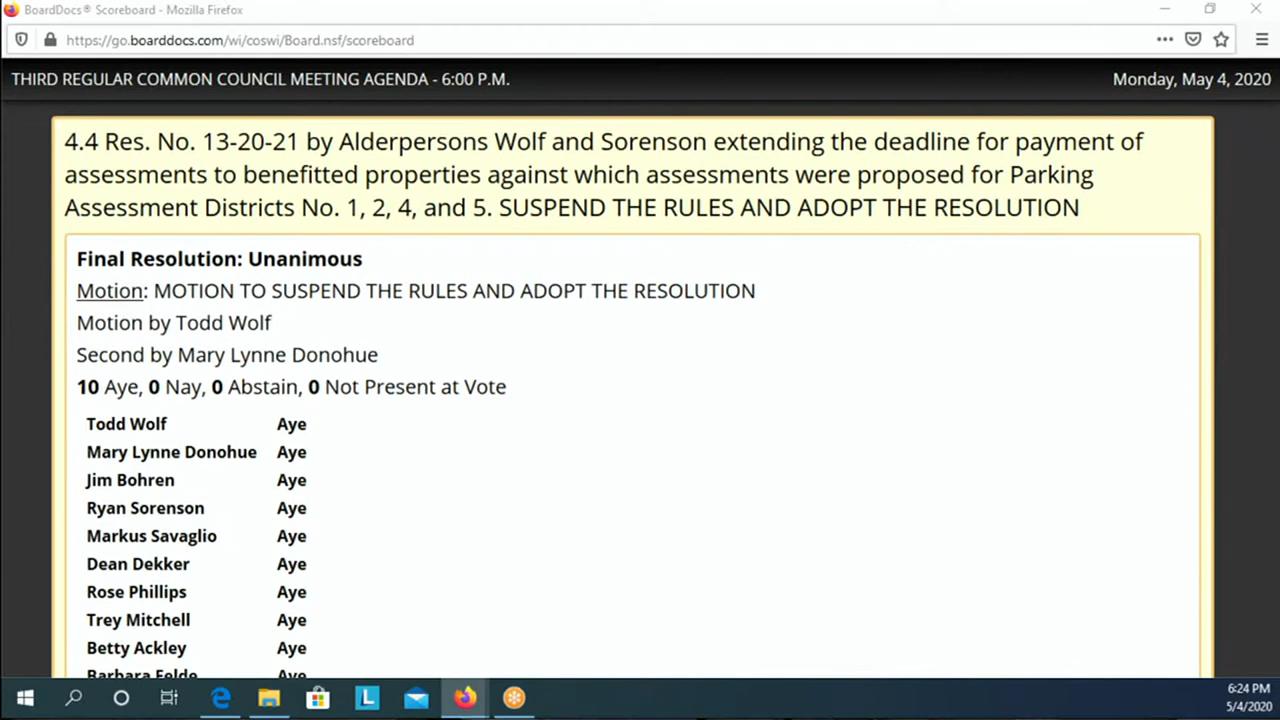 BoardDocs® Scoreboard - Mozilla Firefox
https://go.boarddocs.com/wi/coswi/Board.nsf/scoreboard
THIRD REGULAR COMMON COUNCIL MEETING AGENDA - 6:00 P.M. Monday, May 4, 2020
4.4 Res. No. 13-20-21 by Alderpersons Wolf and Sorenson extending the deadline for payment of
assessments to benefitted properties against which assessments were proposed for Parking
Assessment Districts No. 1, 2, 4, and 5. SUSPEND THE RULES AND ADOPT THE RESOLUTION
Final Resolution: Unanimous
Motion: MOTION TO SUSPEND THE RULES AND ADOPT THE RESOLUTION
Motion by Todd Wolf
Second by Mary Lynne Donohue
10 Aye, 0 Nay, 0 Abstain, 0 Not Present at Vote
Todd Wolf Aye
Mary Lynne Donohue Aye
Jim Bohren Aye
Ryan Sorenson Aye
Markus Savaglio Aye
Dean Dekker Aye
Rose Phillips Aye
Trey Mitchell Aye
Betty Ackley Aye
Barbara Felde Aye
L
6:24 PM
5/4/2020